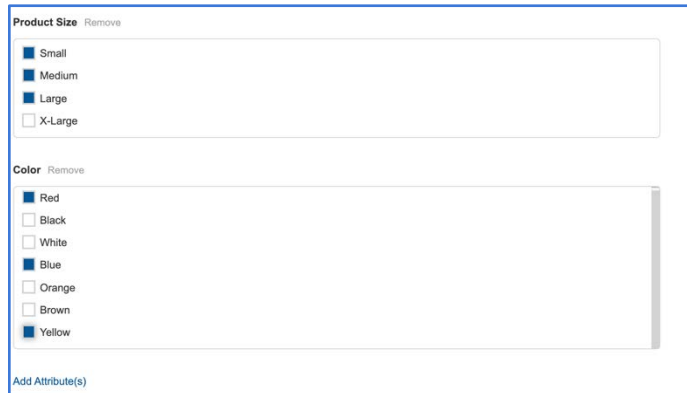 Product Size Remove
Small
Medium
Large
X-Large
Color Remove
Red
Black
White
Blue
Orange
Brown
Yellow
Add Attribute(s)